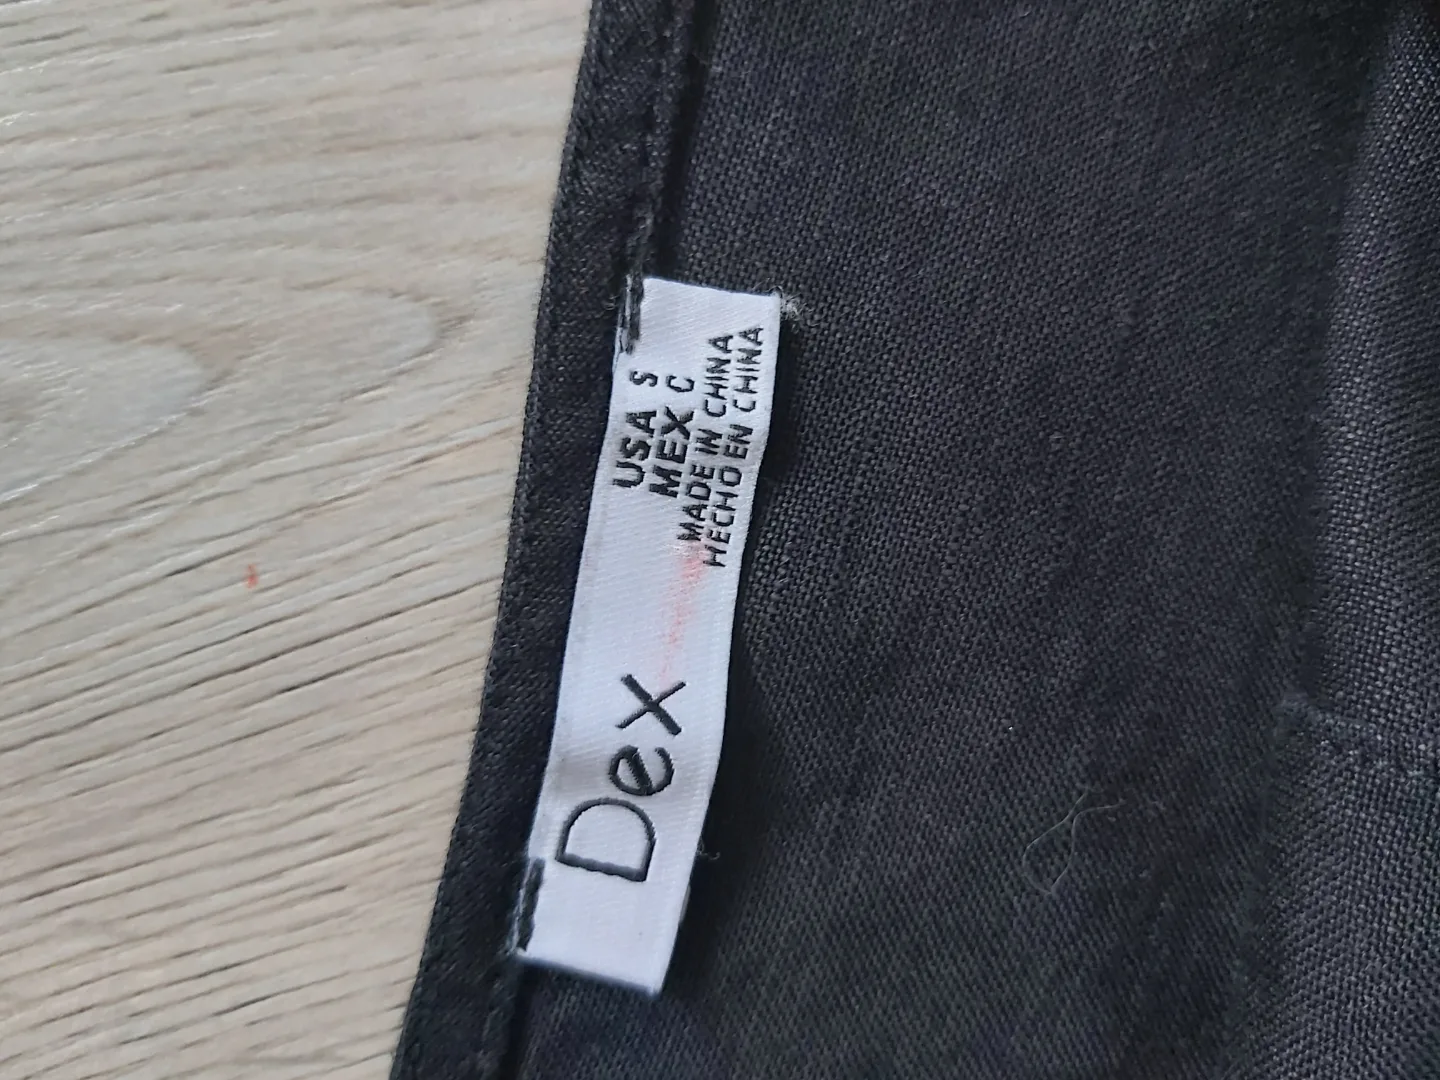 Dex
USA S
MEX C
MADE IN CHINA
HECHO EN CHINA